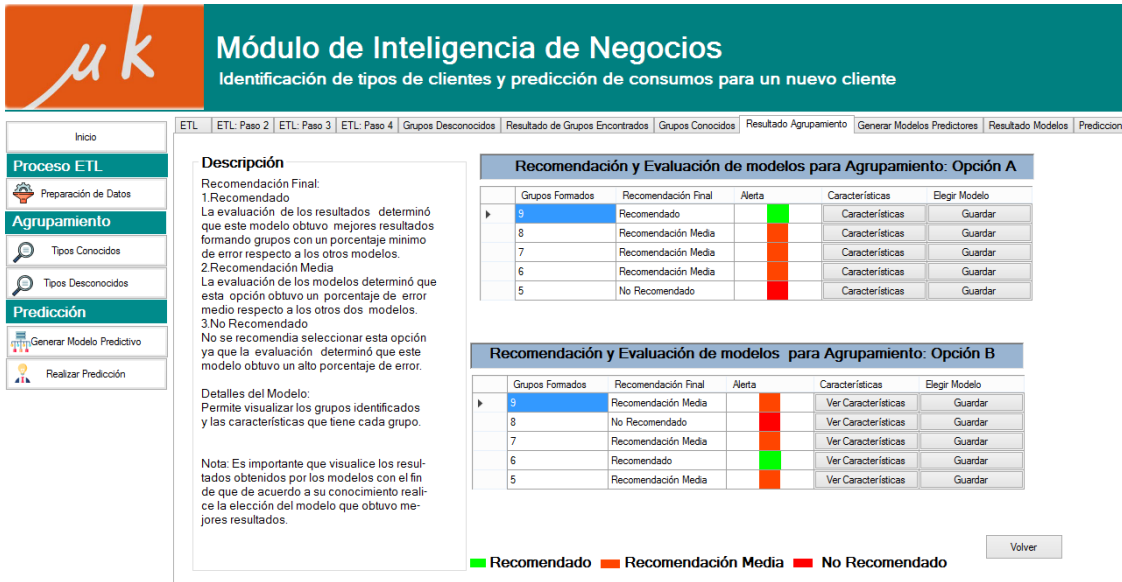 µk
Módulo de Inteligencia de Negocios
Identificación de tipos de clientes y predicción de consumos para un nuevo cliente
Inicio
Proceso ETL
Preparación de Datos
Agrupamiento
Tipos Conocidos
Tipos Desconocidos
Predicción
Generar Modelo Predictivo
Realizar Predicción
ETL ETL: Paso 2 ETL: Paso 3 ETL: Paso 4 Grupos Desconocidos Resultado de Grupos Encontrados Grupos Conocidos Resultado Agrupamiento Generar Modelos Predictores Resultado Modelos Prediccion
Descripción
Recomendación Final:
1.Recomendado
La evaluación de los resultados determinó
que este modelo obtuvo mejores resultados
formando grupos con un porcentaje minimo
de error respecto a los otros modelos.
2.Recomendación Media
La evaluación de los modelos determinó que
esta opción obtuvo un porcentaje de error
medio respecto a los otros dos modelos.
3.No Recomendado
No se recomendia seleccionar esta opción
ya que la evaluación determinó que este
modelo obtuvo un alto porcentaje de error.
Detalles del Modelo:
Permite visualizar los grupos identificados
y las características que tiene cada grupo.
Nota: Es importante que visualice los resul-
tados obtenidos por los modelos con el fin
de que de acuerdo a su conocimiento reali-
ce la elección del modelo que obtuvo me-
jores resultados.
Recomendación y Evaluación de modelos para Agrupamiento: Opción A
Grupos Formados Recomendación Final Alerta Características Elegir Modelo
9 Recomendado Características Guardar
8 Recomendación Media Características Guardar
7 Recomendación Media Características Guardar
6 Recomendación Media Características Guardar
5 No Recomendado Características Guardar
Recomendación y Evaluación de modelos para Agrupamiento: Opción B
Grupos Formados Recomendación Final Alerta Características Elegir Modelo
9 Recomendación Media Ver Características Guardar
8 No Recomendado Ver Características Guardar
7 Recomendación Media Ver Características Guardar
6 Recomendado Ver Características Guardar
5 Recomendación Media Ver Características Guardar
Volver
Recomendado Recomendación Media No Recomendado